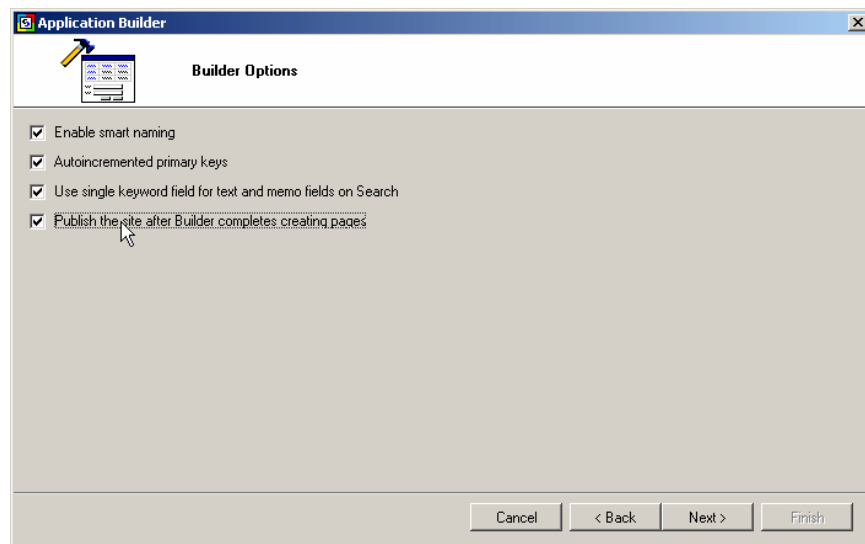 Application Builder
Builder Options
Enable smart naming
Autoincremented primary keys
Use single keyword field for text and memo fields on Search
Publish the site after Builder completes creating pages
Cancel
< Back
Next >
Finish